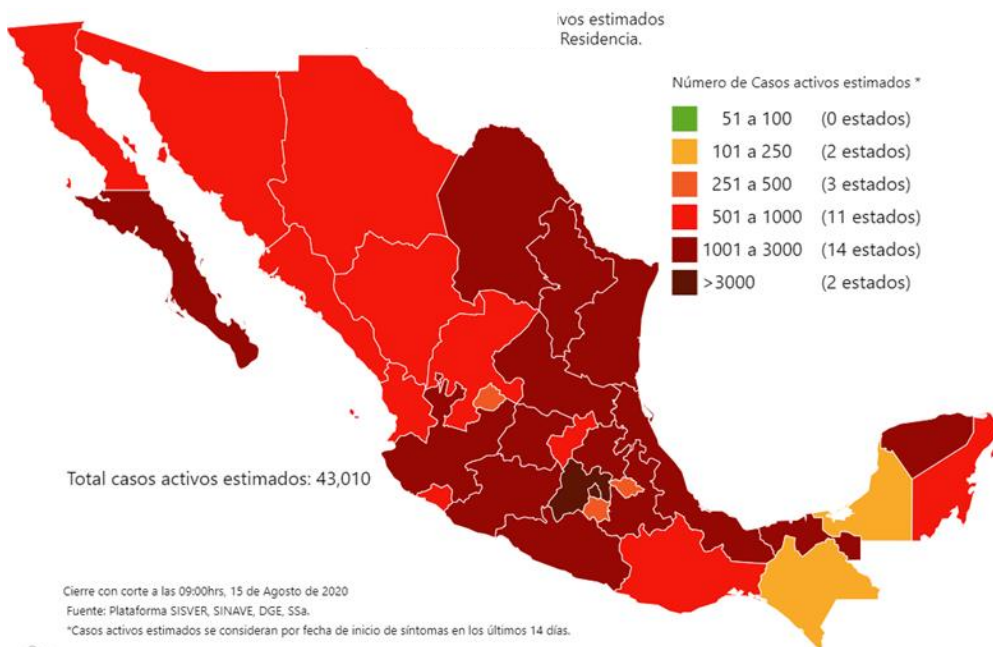 ivos estimados
Residencia.
Número de Casos activos estimados *
51 a 100 (0 estados)
101 a 250 (2 estados)
251 a 500 (3 estados)
501 a 1000 (11 estados)
1001 a 3000 (14 estados)
>3000 (2 estados)
Total casos activos estimados: 43,010
Cierre con corte a las 09:00hrs, 15 de Agosto de 2020
Fuente: Plataforma SISVER, SINAVE, DGE, SSa.
*Casos activos estimados se consideran por fecha de inicio de síntomas en los últimos 14 días.